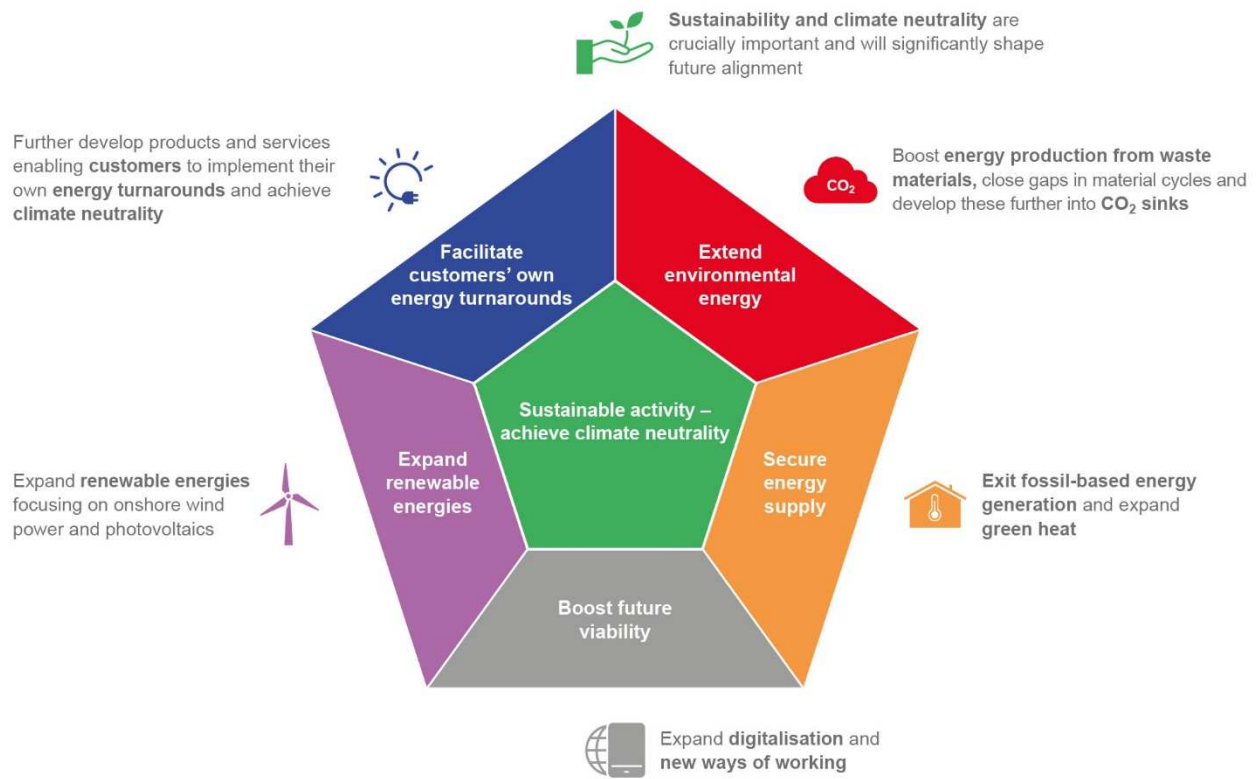 Sustainability and climate neutrality are
crucially important and will significantly shape
future alignment
Further develop products and services
enabling customers to implement their
own energy turnarounds and achieve
climate neutrality
CO₂
Boost energy production from waste
materials, close gaps in material cycles and
develop these further into CO₂ sinks
Facilitate
customers’ own
energy turnarounds
Extend
environmental
energy
Sustainable activity –
achieve climate neutrality
Expand
renewable
energies
Secure
energy
supply
Expand renewable energies
focusing on onshore wind
power and photovoltaics
Exit fossil-based energy
generation and expand
green heat
Boost future
viability
Expand digitalisation and
new ways of working